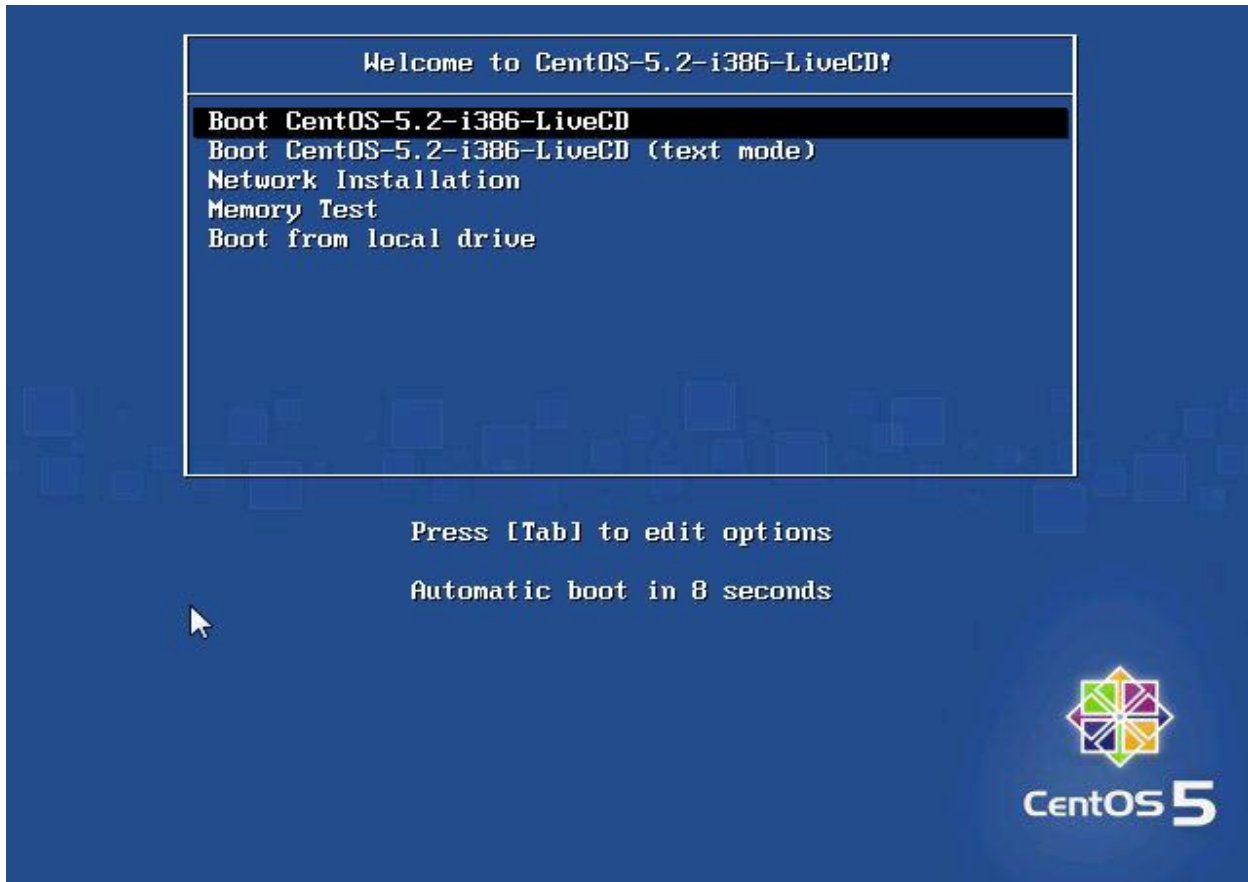 Welcome to CentOS-5.2-i386-LiveCD!
Boot CentOS-5.2-i386-LiveCD
Boot CentOS-5.2-i386-LiveCD (text mode)
Network Installation
Memory Test
Boot from local drive
Press [Tab] to edit options
Automatic boot in 8 seconds
CentOS 5